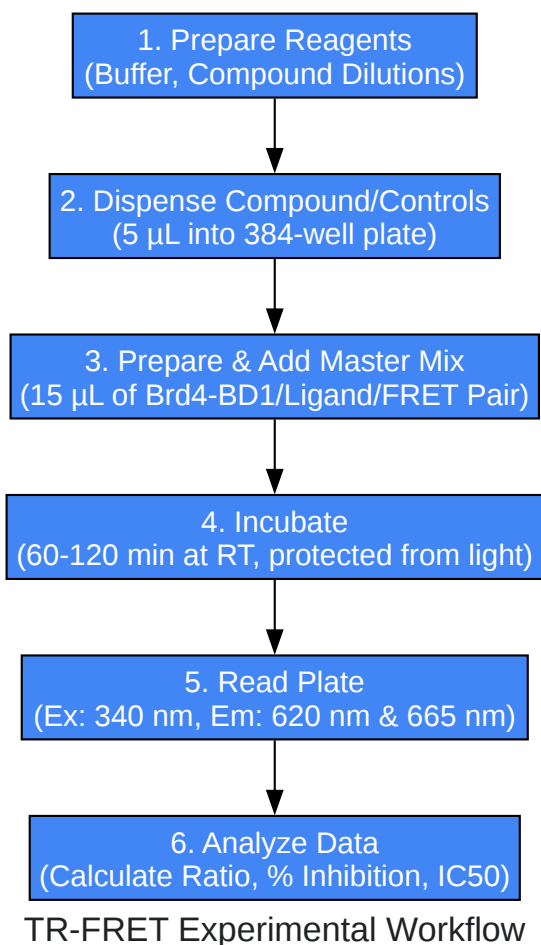 1. Prepare Reagents
(Buffer, Compound Dilutions)
2. Dispense Compound/Controls
(5 µL into 384-well plate)
3. Prepare & Add Master Mix
(15 µL of Brd4-BD1/Ligand/FRET Pair)
4. Incubate
(60-120 min at RT, protected from light)
5. Read Plate
(Ex: 340 nm, Em: 620 nm & 665 nm)
6. Analyze Data
(Calculate Ratio, % Inhibition, IC50)
TR-FRET Experimental Workflow